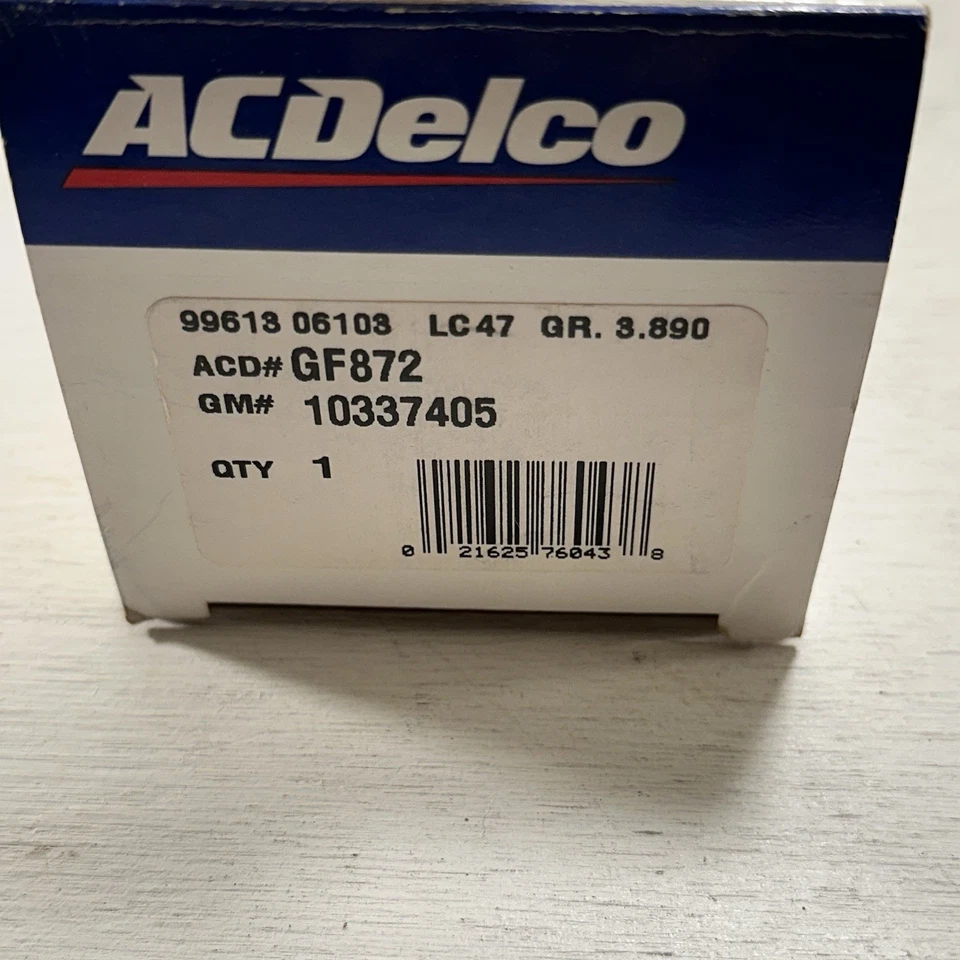 ACDelco
99613 06103 LC47 GR. 3.890
ACD# GF872
GM# 10337405
QTY 1
0 21625 76043 8